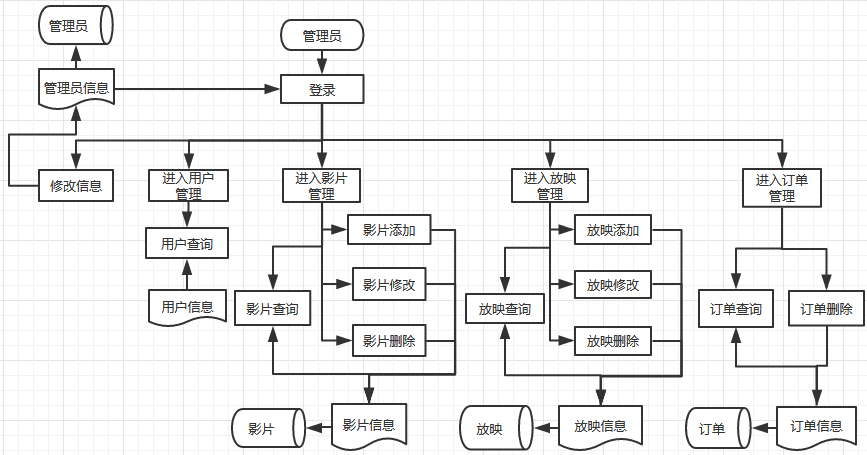 管理员
管理员
管理员信息
登录
修改信息
进入用户
管理
进入影片
管理
进入放映
管理
进入订单
管理
用户查询
影片添加
放映添加
用户信息
影片查询
影片修改
影片删除
放映查询
放映修改
放映删除
订单查询
订单删除
影片
影片信息
放映
放映信息
订单
订单信息